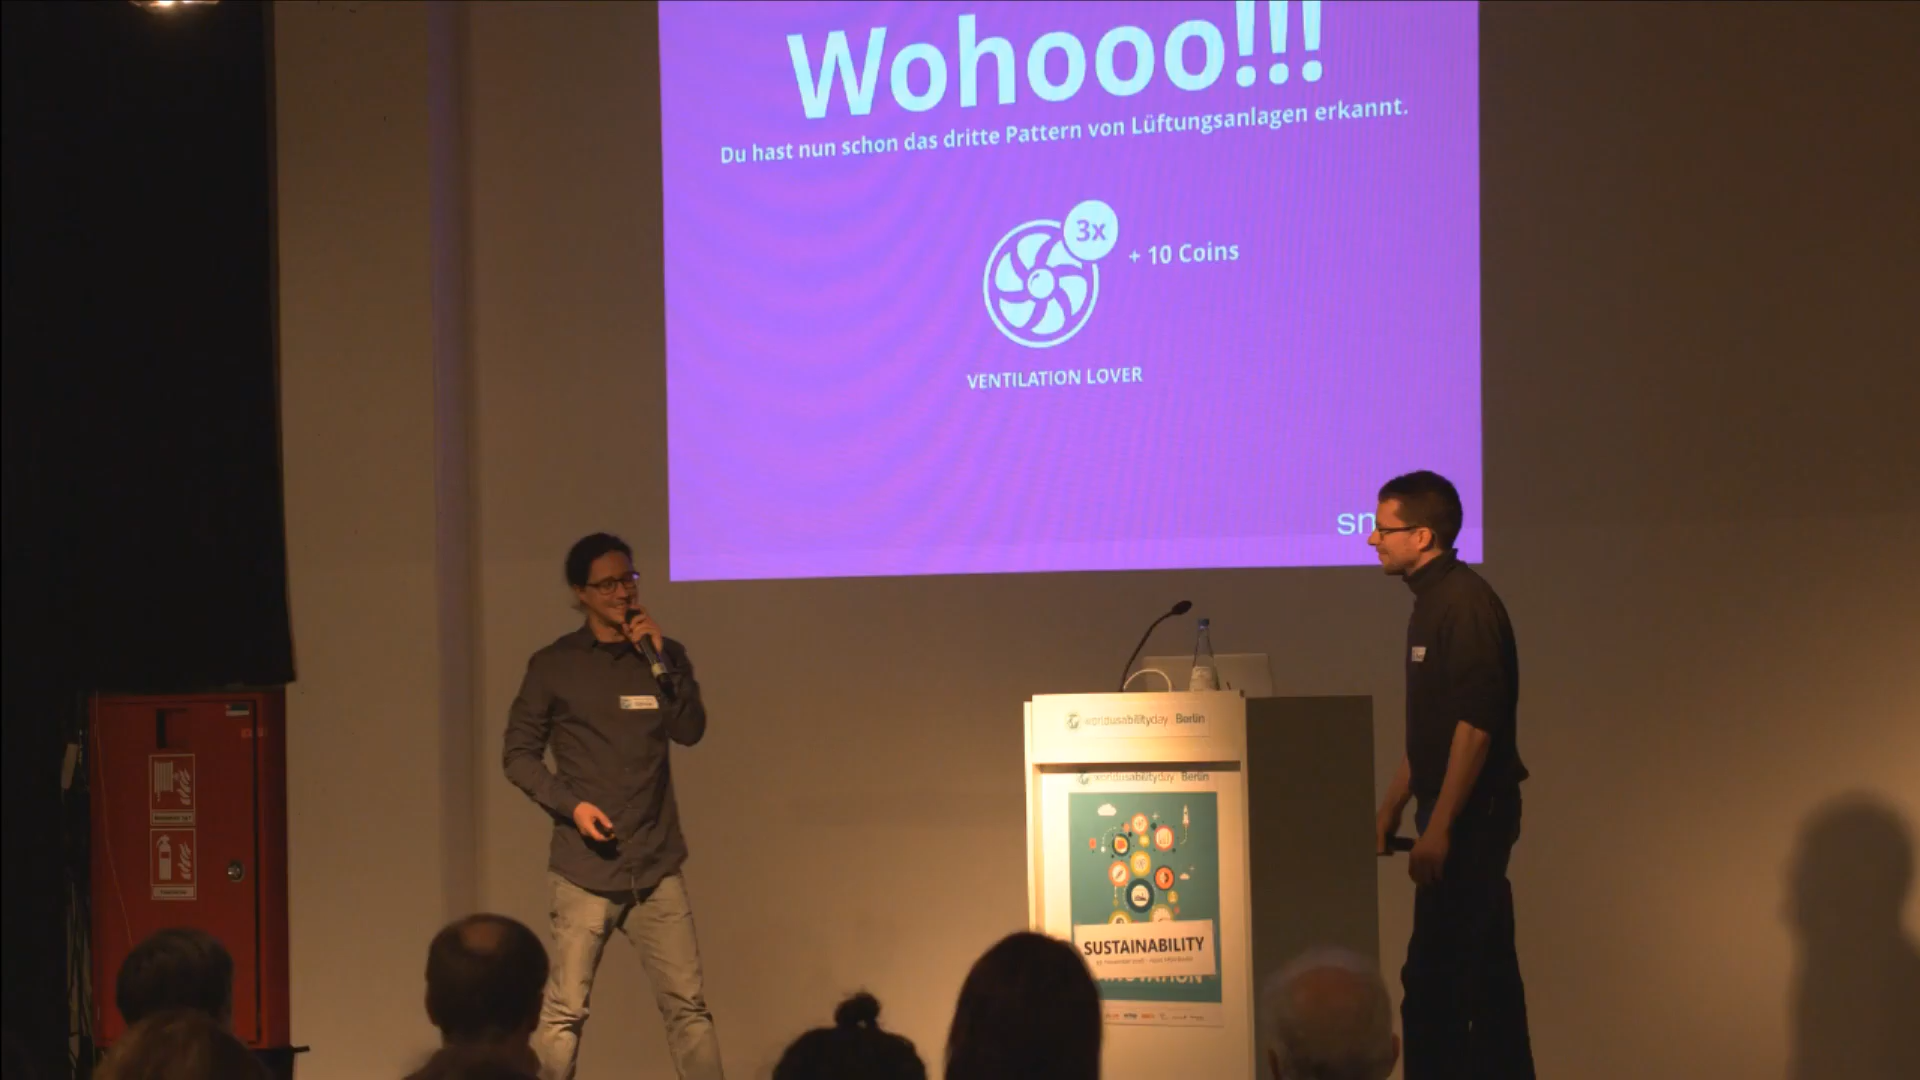 Wohooo!!!
Du hast nun schon das dritte Pattern von Lüftungsanlagen erkannt.
3x
+ 10 Coins
VENTILATION LOVER
sn
worldusabilityday Berlin
worldusabilityday Berlin
SUSTAINABILITY